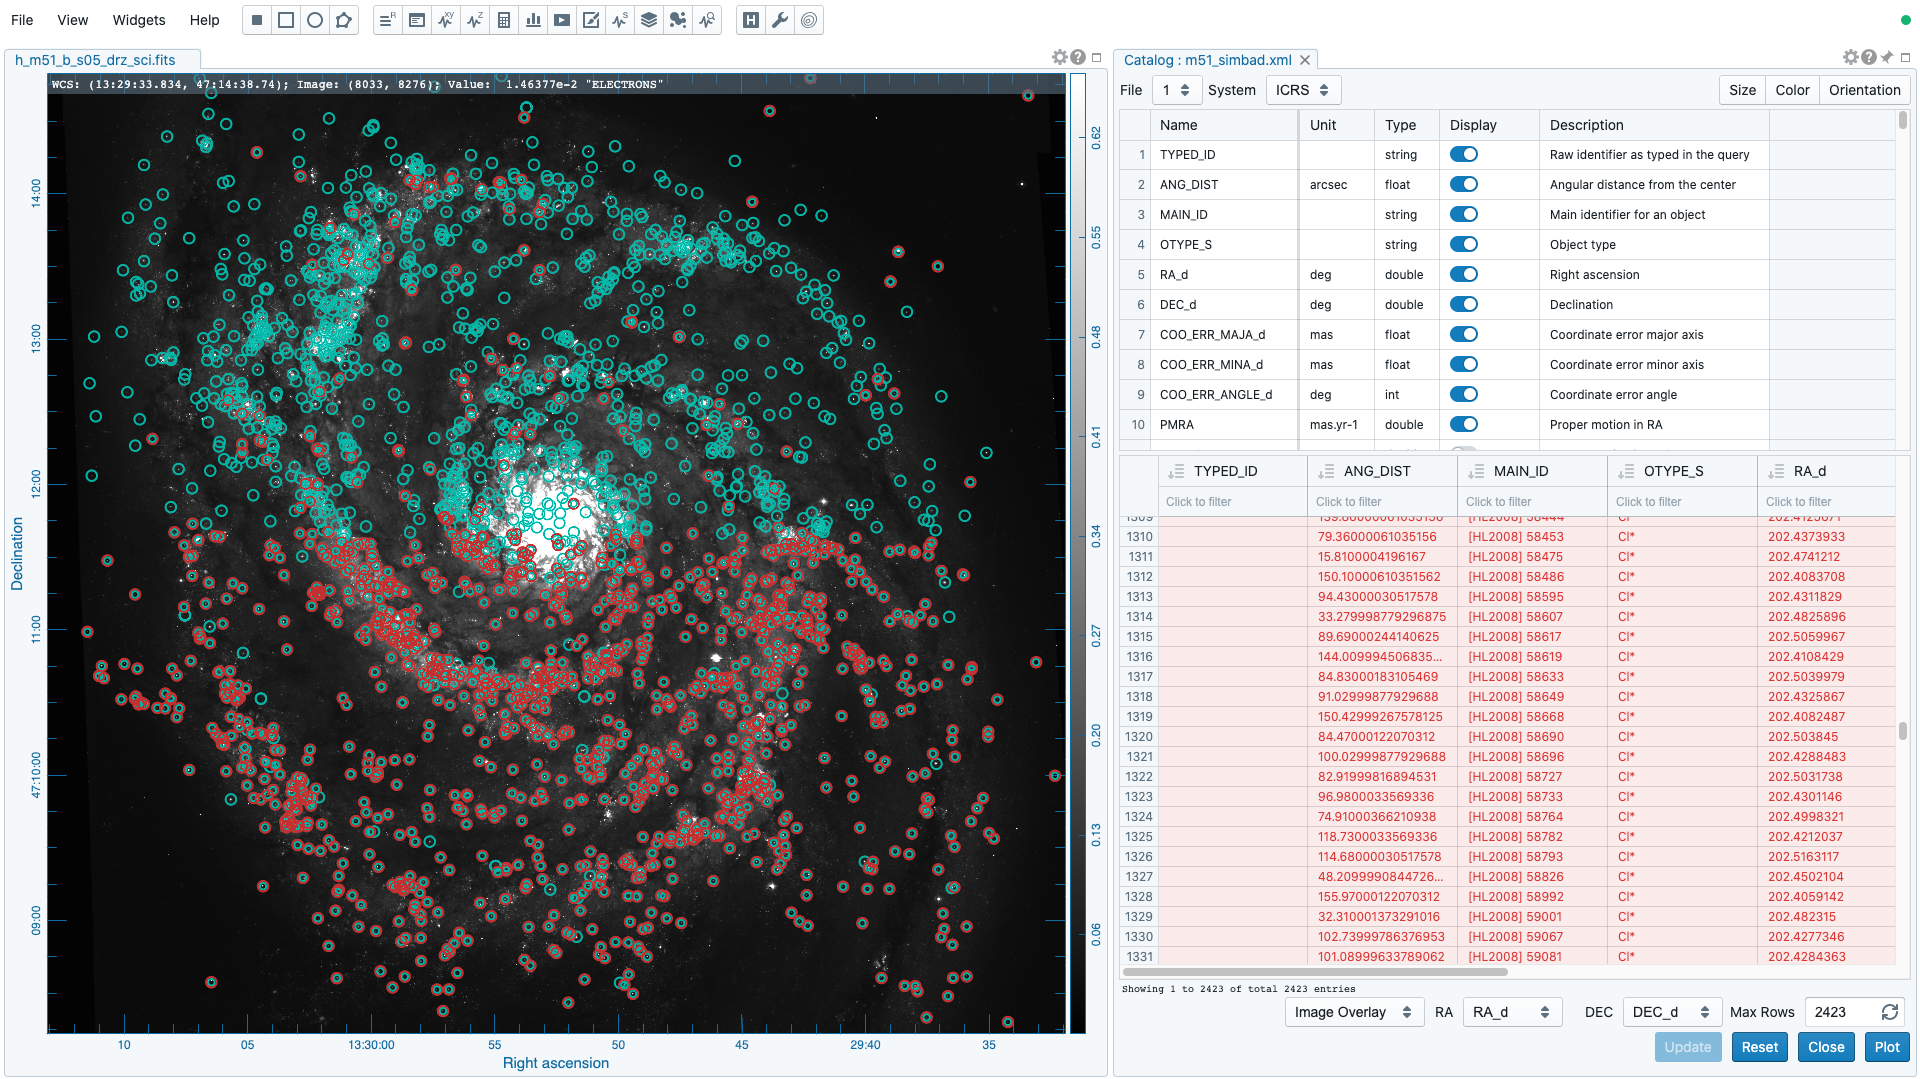 File View Widgets Help
h_m51_b_s05_drz_sci.fits
WCS: (13:29:33.834, 47:14:38.74); Image: (8033, 8276); Value: 1.46377e-2 "ELECTRONS"
14:00
13:00
12:00
11:00
47:10:00
09:00
Declination
10 05 13:30:00 55 50 45 29:40 35
Right ascension
0.62
0.55
0.48
0.41
0.34
0.27
0.20
0.13
0.06
Catalog : m51_simbad.xml
File 1 System ICRS Size Color Orientation
Name Unit Type Display Description
1 TYPED_ID string Raw identifier as typed in the query
2 ANG_DIST arcsec float Angular distance from the center
3 MAIN_ID string Main identifier for an object
4 OTYPE_S string Object type
5 RA_d deg double Right ascension
6 DEC_d deg double Declination
7 COO_ERR_MAJA_d mas float Coordinate error major axis
8 COO_ERR_MINA_d mas float Coordinate error minor axis
9 COO_ERR_ANGLE_d deg int Coordinate error angle
10 PMRA mas.yr-1 double Proper motion in RA
TYPED_ID ANG_DIST MAIN_ID OTYPE_S RA_d
Click to filter Click to filter Click to filter Click to filter Click to filter
1310 79.36000061035156 [HL2008] 58453 Cl* 202.4373933
1311 15.8100004196167 [HL2008] 58475 Cl* 202.4741212
1312 150.10000610351562 [HL2008] 58486 Cl* 202.4083708
1313 94.43000030517578 [HL2008] 58595 Cl* 202.4311829
1314 33.279998779296875 [HL2008] 58607 Cl* 202.4825896
1315 89.69000244140625 [HL2008] 58617 Cl* 202.5059967
1316 144.009994506835... [HL2008] 58619 Cl* 202.4108429
1317 84.83000183105469 [HL2008] 58633 Cl* 202.5039979
1318 91.02999877929688 [HL2008] 58649 Cl* 202.4325867
1319 150.42999267578125 [HL2008] 58668 Cl* 202.4082487
1320 84.47000122070312 [HL2008] 58690 Cl* 202.503845
1321 100.02999877929688 [HL2008] 58696 Cl* 202.4288483
1322 82.91999816894531 [HL2008] 58727 Cl* 202.5031738
1323 96.9800033569336 [HL2008] 58733 Cl* 202.4301146
1324 74.91000366210938 [HL2008] 58764 Cl* 202.4998321
1325 118.7300033569336 [HL2008] 58782 Cl* 202.4212037
1326 114.68000030517578 [HL2008] 58793 Cl* 202.5163117
1327 48.2099990844726... [HL2008] 58826 Cl* 202.4502104
1328 155.97000122070312 [HL2008] 58992 Cl* 202.4059142
1329 32.310001373291016 [HL2008] 59001 Cl* 202.482315
1330 102.73999786376953 [HL2008] 59067 Cl* 202.4277346
1331 101.08999633789062 [HL2008] 59081 Cl* 202.4284363
Showing 1 to 2423 of total 2423 entries
Image Overlay RA RA_d DEC DEC_d Max Rows 2423
Update Reset Close Plot